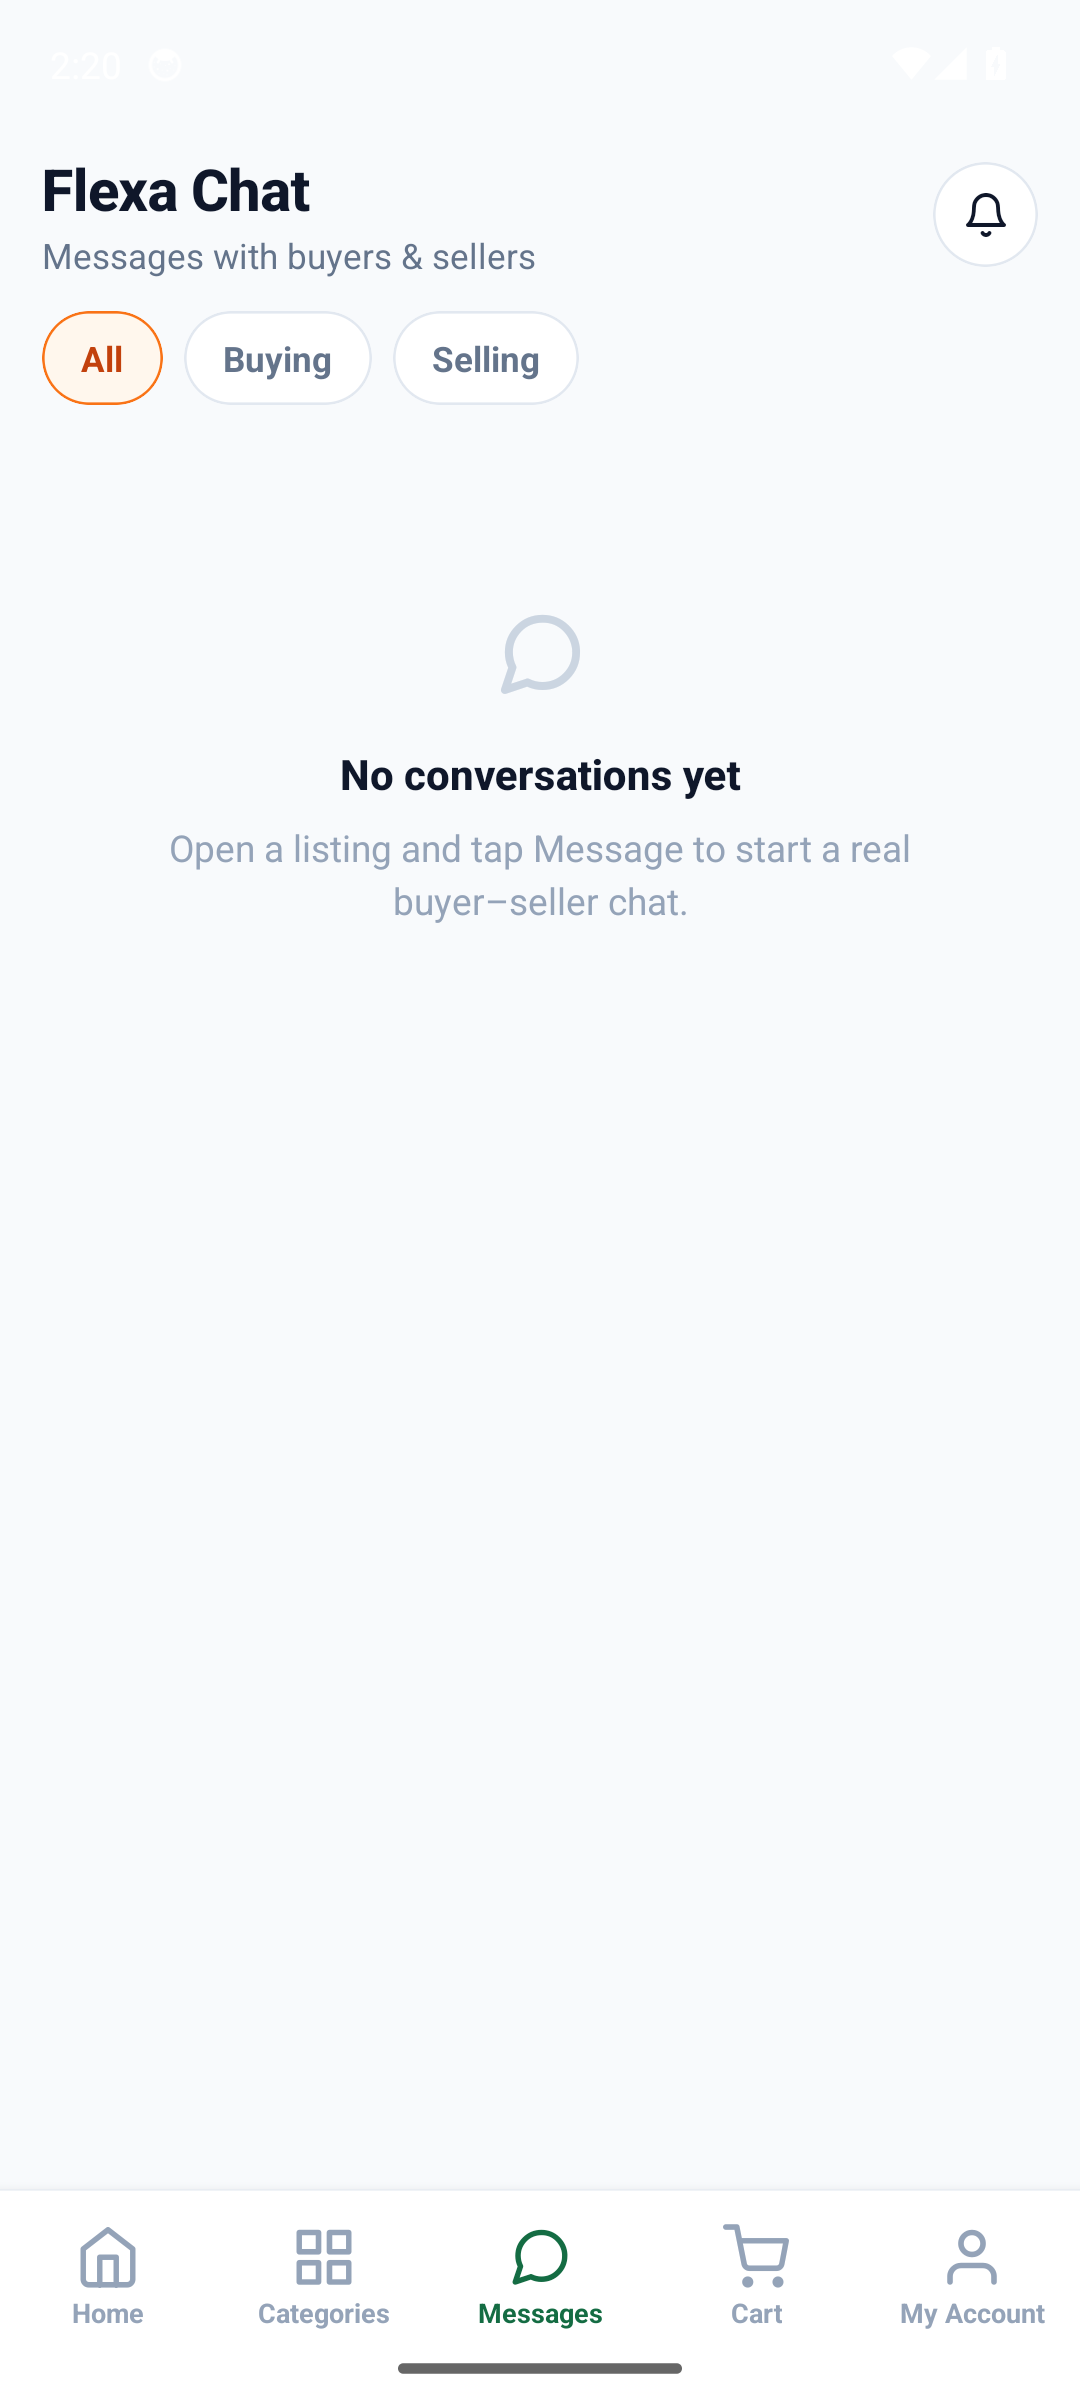 2:20
Flexa Chat
Messages with buyers & sellers
All
Buying
Selling
No conversations yet
Open a listing and tap Message to start a real
buyer–seller chat.
Home
Categories
Messages
Cart
My Account